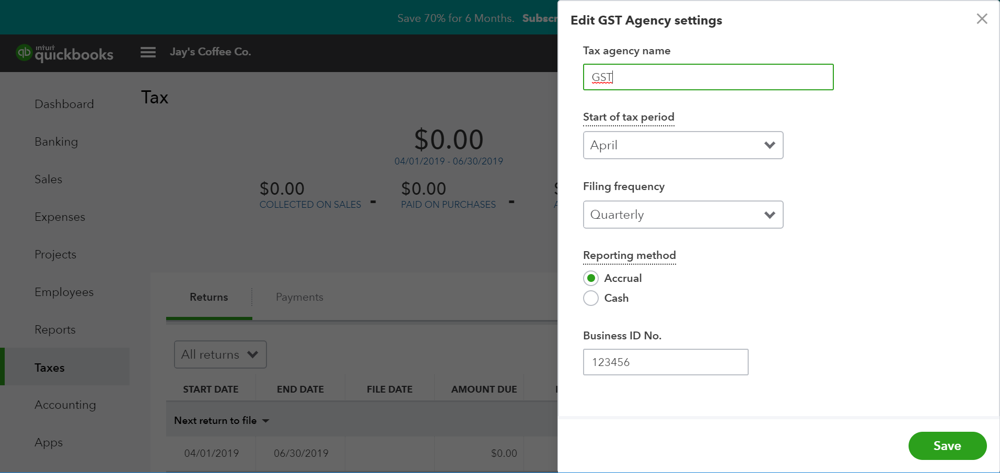 Save 70% for 6 Months. Subscr
intuit
quickbooks
Jay's Coffee Co.
Dashboard
Banking
Sales
Expenses
Projects
Employees
Reports
Taxes
Accounting
Apps
Tax
$0.00
04/01/2019 - 06/30/2019
$0.00 $0.00
COLLECTED ON SALES - PAID ON PURCHASES -
Returns Payments
All returns
START DATE END DATE FILE DATE AMOUNT DUE
Next return to file
04/01/2019 06/30/2019 $0.00
Edit GST Agency settings
Tax agency name
GST
Start of tax period
April
Filing frequency
Quarterly
Reporting method
Accrual
Cash
Business ID No.
123456
Save